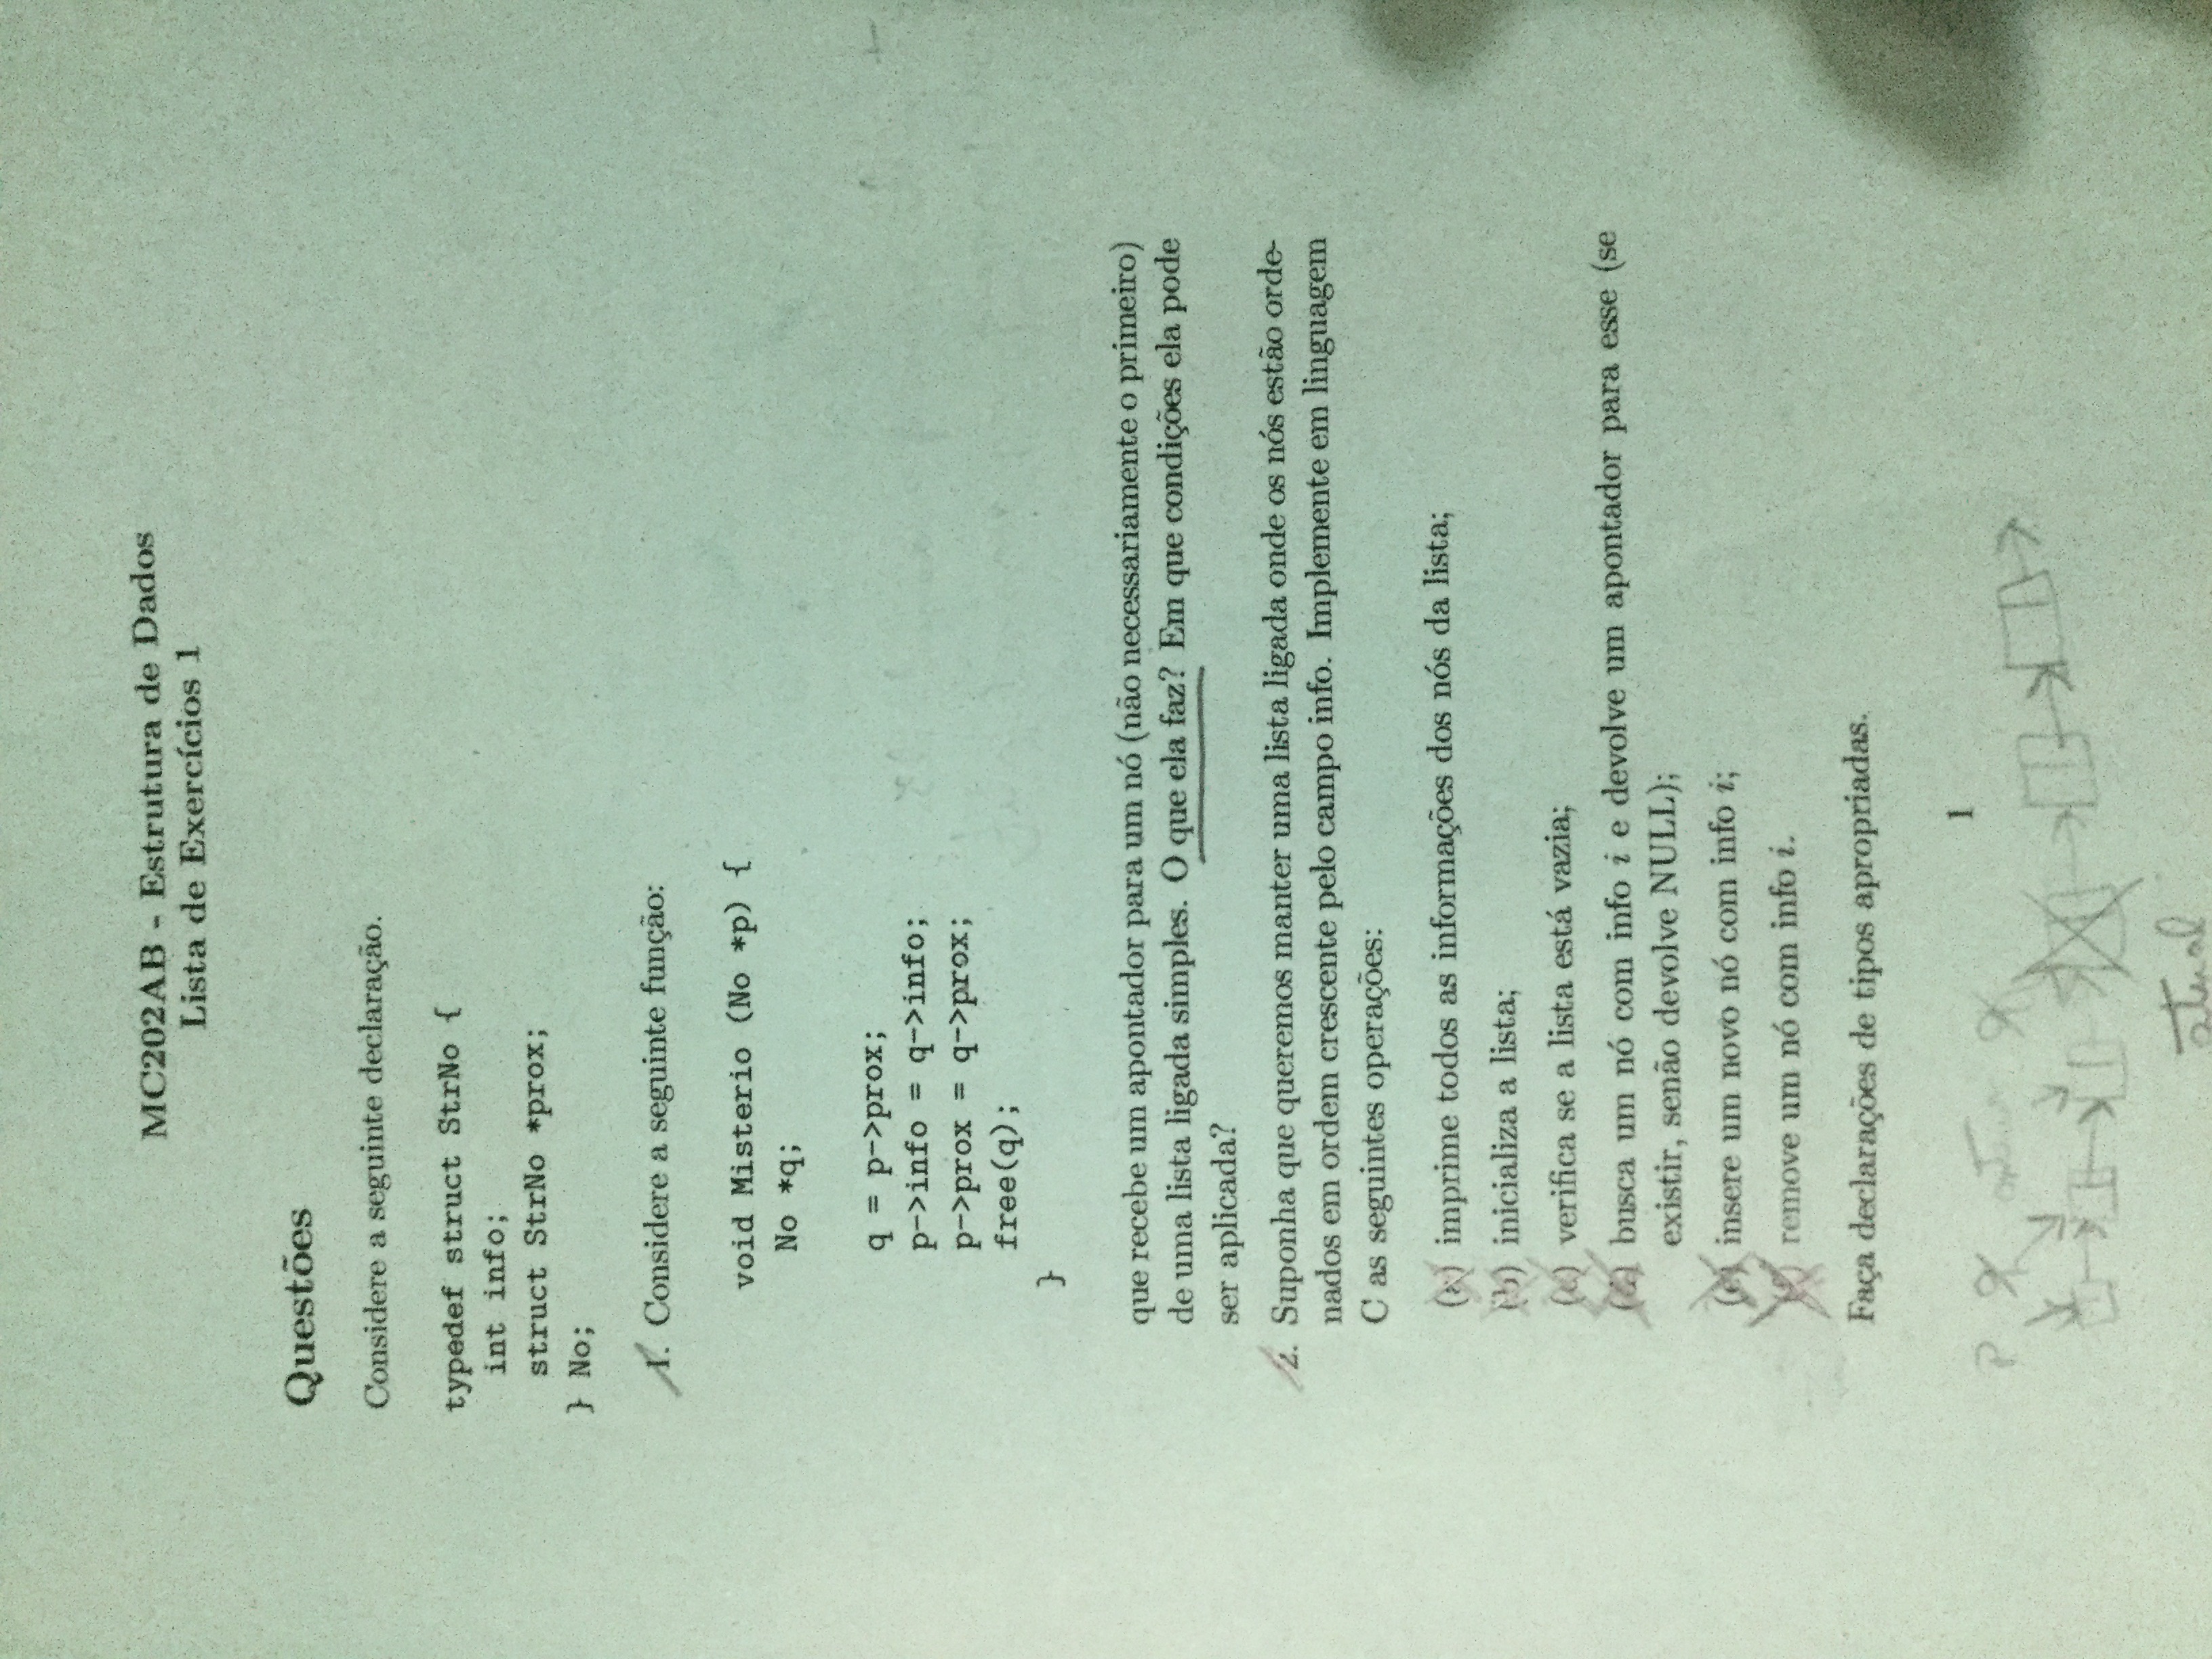 MC202AB - Estrutura de Dados
Lista de Exercícios 1
Questões
Considere a seguinte declaração.
typedef struct StrNo {
int info;
struct StrNo *prox;
} No;
1. Considere a seguinte função:
void Misterio (No *p) {
No *q;
q = p->prox;
p->info = q->info;
p->prox = q->prox;
free(q);
}
que recebe um apontador para um nó (não necessariamente o primeiro)
de uma lista ligada simples. O que ela faz? Em que condições ela pode
ser aplicada?
2. Suponha que queremos manter uma lista ligada onde os nós estão orde-
nados em ordem crescente pelo campo info. Implemente em linguagem
C as seguintes operações:
(a) imprime todos as informações dos nós da lista;
(b) inicializa a lista;
(c) verifica se a lista está vazia;
(d) busca um nó com info i e devolve um apontador para esse (se
existir, senão devolve NULL);
(e) insere um novo nó com info i;
(f) remove um nó com info i.
Faça declarações de tipos apropriadas.
1
atual